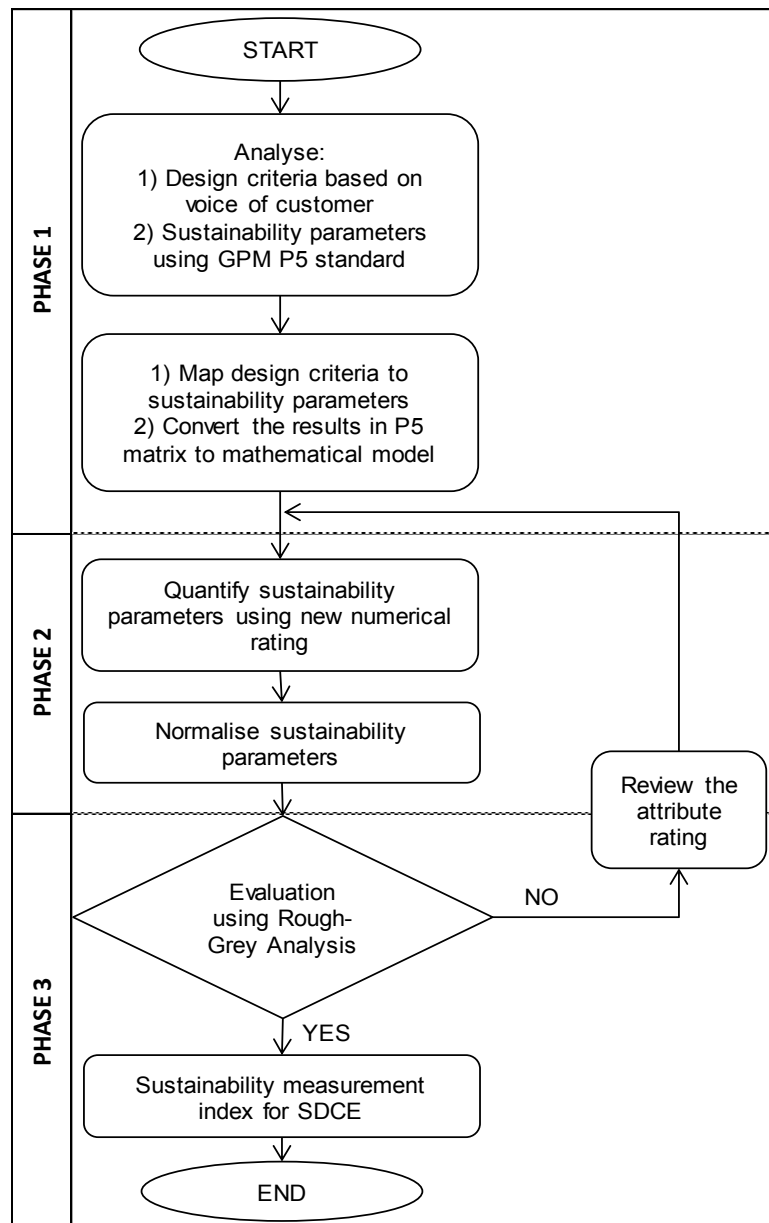 PHASE 1
START
Analyse:
1) Design criteria based on
voice of customer
2) Sustainability parameters
using GPM P5 standard
1) Map design criteria to
sustainability parameters
2) Convert the results in P5
matrix to mathematical model
PHASE 2
Quantify sustainability
parameters using new numerical
rating
Normalise sustainability
parameters
Review the
attribute
rating
PHASE 3
Evaluation
using Rough-
Grey Analysis
NO
YES
Sustainability measurement
index for SDCE
END